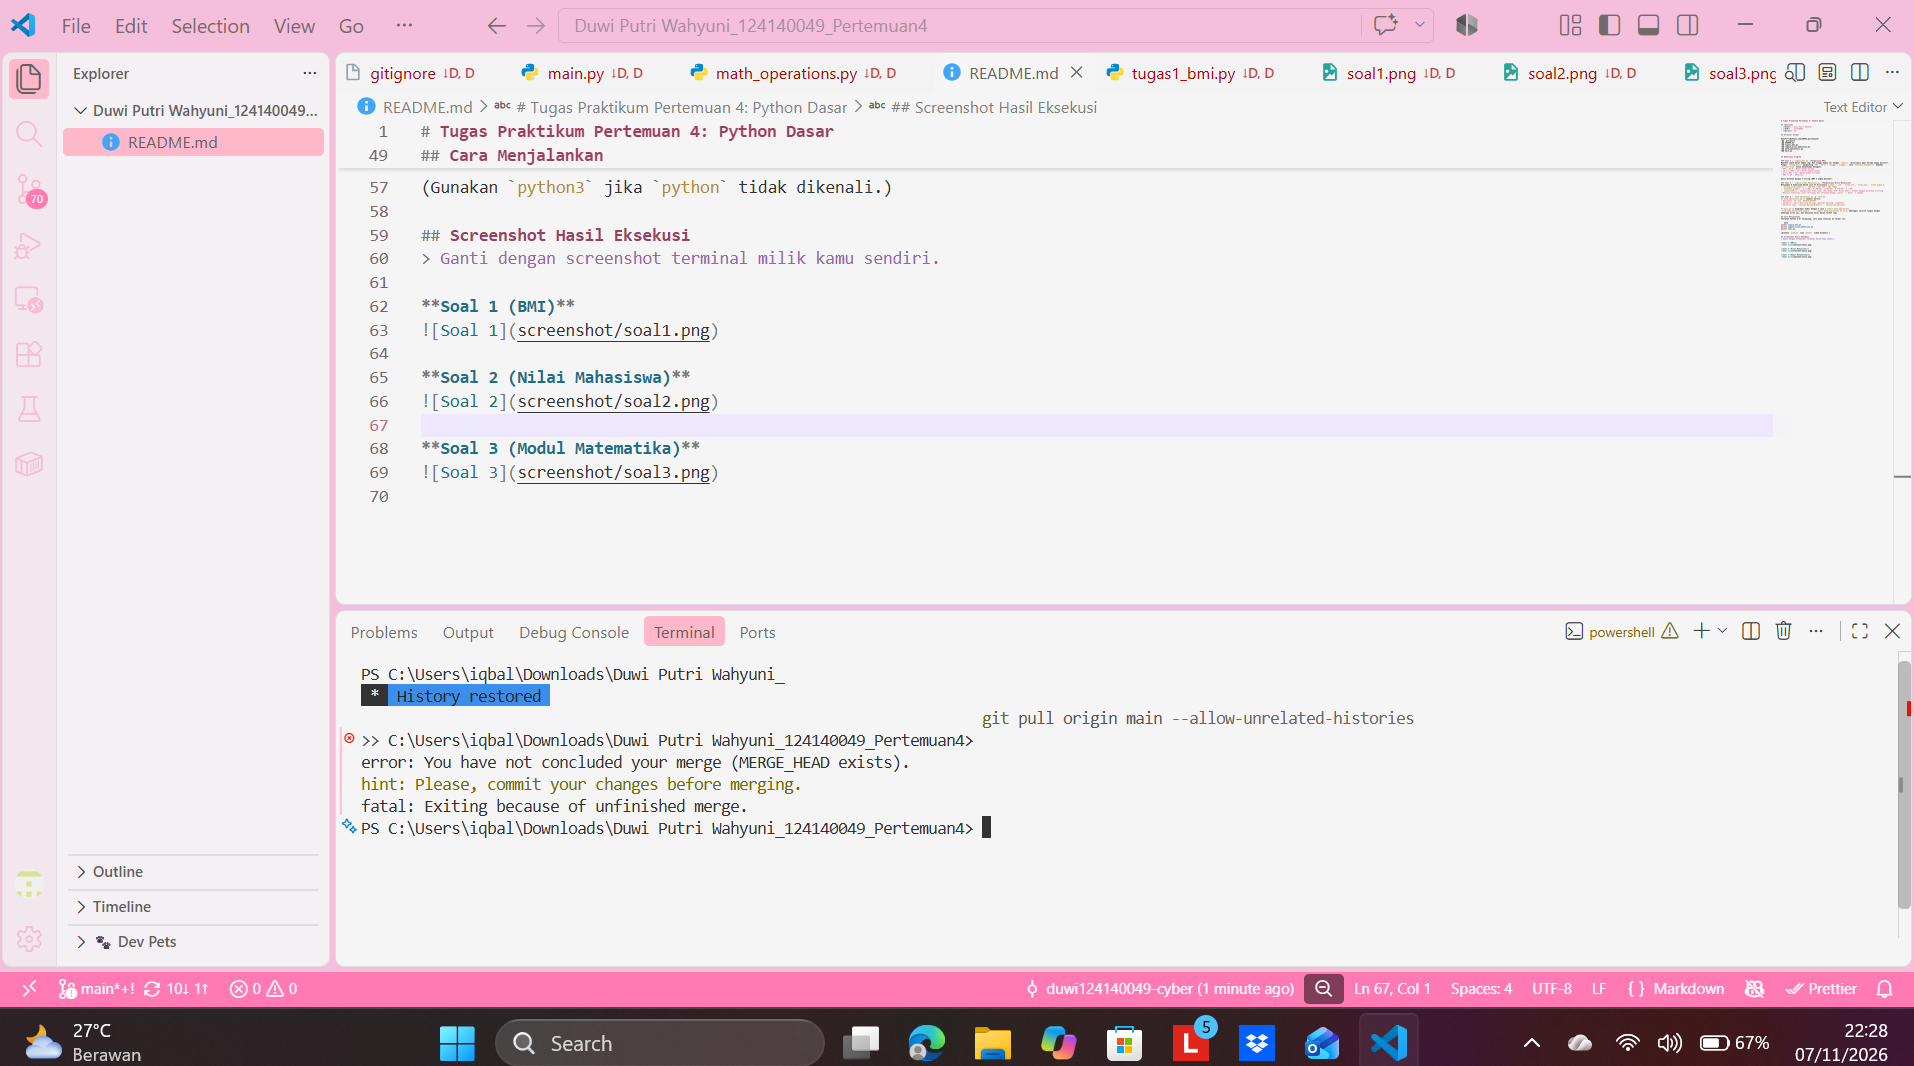 File Edit Selection View Go ···
Duwi Putri Wahyuni_124140049_Pertemuan4
Explorer ···
Duwi Putri Wahyuni_124140049...
README.md
70
Outline
Timeline
Dev Pets
gitignore ↓D, D main.py ↓D, D math_operations.py ↓D, D README.md tugas1_bmi.py ↓D, D soal1.png ↓D, D soal2.png ↓D, D soal3.png
README.md > abc # Tugas Praktikum Pertemuan 4: Python Dasar > abc ## Screenshot Hasil Eksekusi Text Editor
1 # Tugas Praktikum Pertemuan 4: Python Dasar
49 ## Cara Menjalankan
57 (Gunakan `python3` jika `python` tidak dikenali.)
58
59 ## Screenshot Hasil Eksekusi
60 > Ganti dengan screenshot terminal milik kamu sendiri.
61
62 **Soal 1 (BMI)**
63 ![Soal 1](screenshot/soal1.png)
64
65 **Soal 2 (Nilai Mahasiswa)**
66 ![Soal 2](screenshot/soal2.png)
67
68 **Soal 3 (Modul Matematika)**
69 ![Soal 3](screenshot/soal3.png)
70
Problems Output Debug Console Terminal Ports powershell
PS C:\Users\iqbal\Downloads\Duwi Putri Wahyuni_
* History restored
git pull origin main --allow-unrelated-histories
>> C:\Users\iqbal\Downloads\Duwi Putri Wahyuni_124140049_Pertemuan4>
error: You have not concluded your merge (MERGE_HEAD exists).
hint: Please, commit your changes before merging.
fatal: Exiting because of unfinished merge.
PS C:\Users\iqbal\Downloads\Duwi Putri Wahyuni_124140049_Pertemuan4>
main*+! 10↓ 1↑ 0 0 duwi124140049-cyber (1 minute ago) Ln 67, Col 1 Spaces: 4 UTF-8 LF { } Markdown Prettier
27°C
Berawan
Search
L
5
67%
22:28
07/11/2026